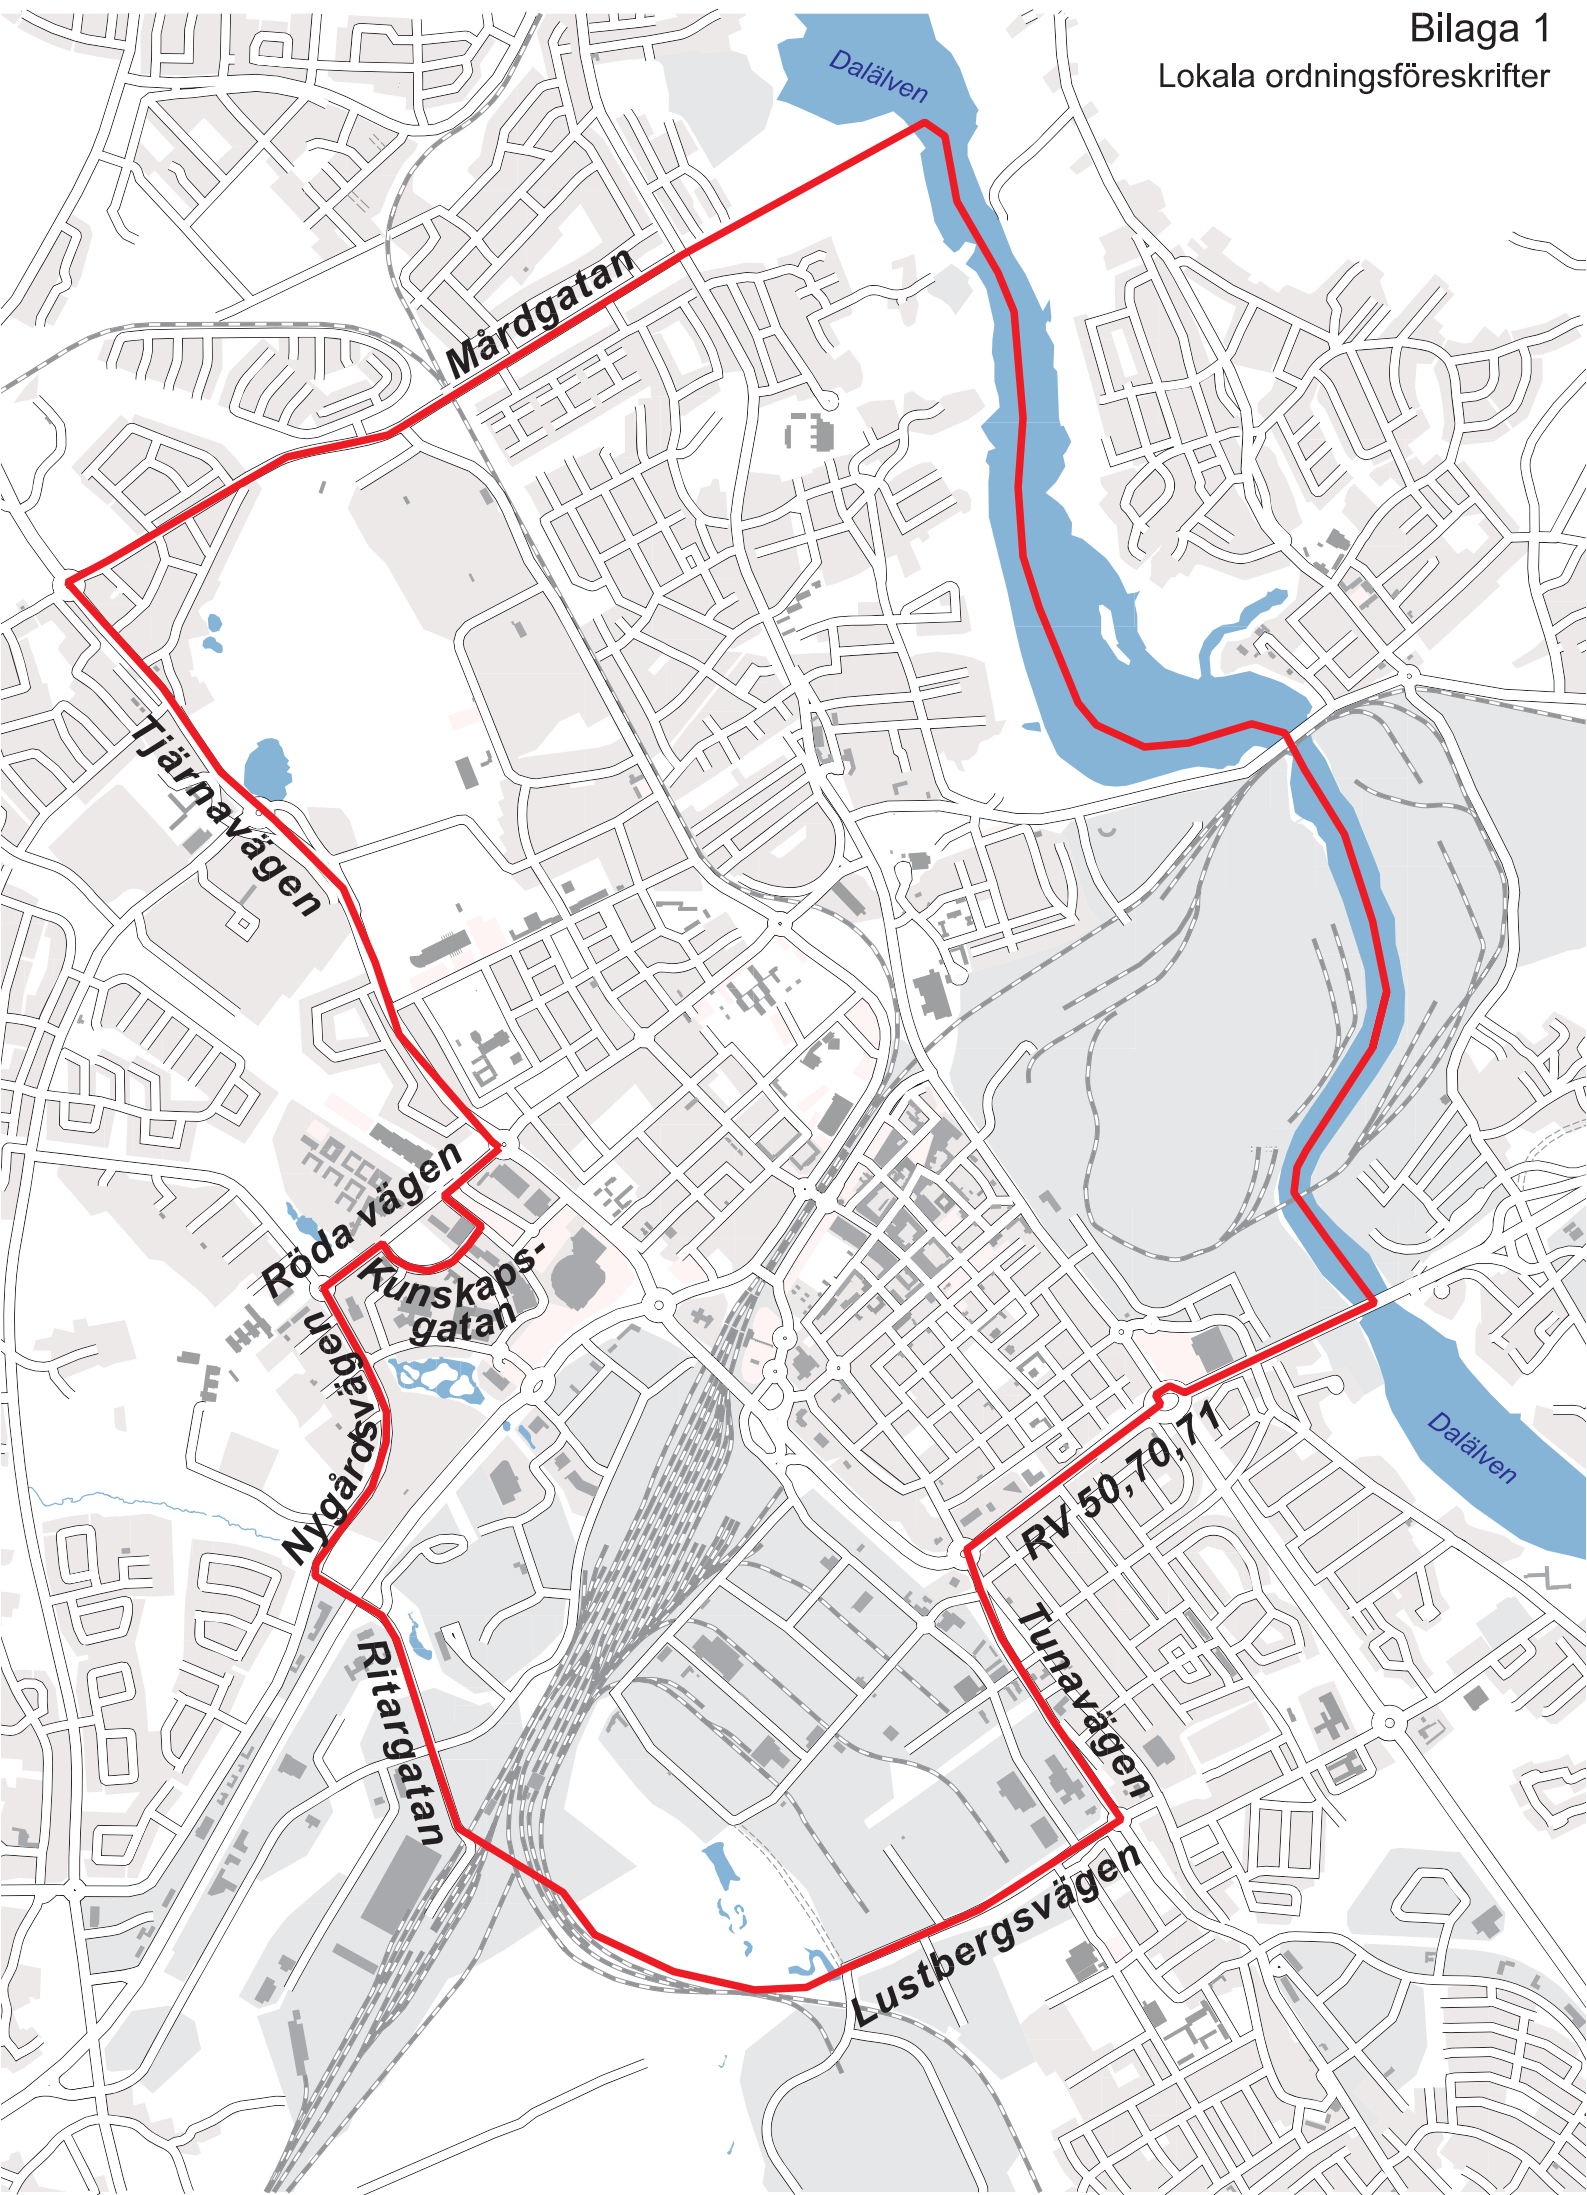 Bilaga 1
Lokala ordningsföreskrifter
Dalälven
Mårdgatan
Tjärnavägen
Röda vägen
Kunskaps-
gatan
Nygårdsvägen
Dalälven
RV 50,70,71
Tunavägen
Ritargatan
Lustbergsvägen